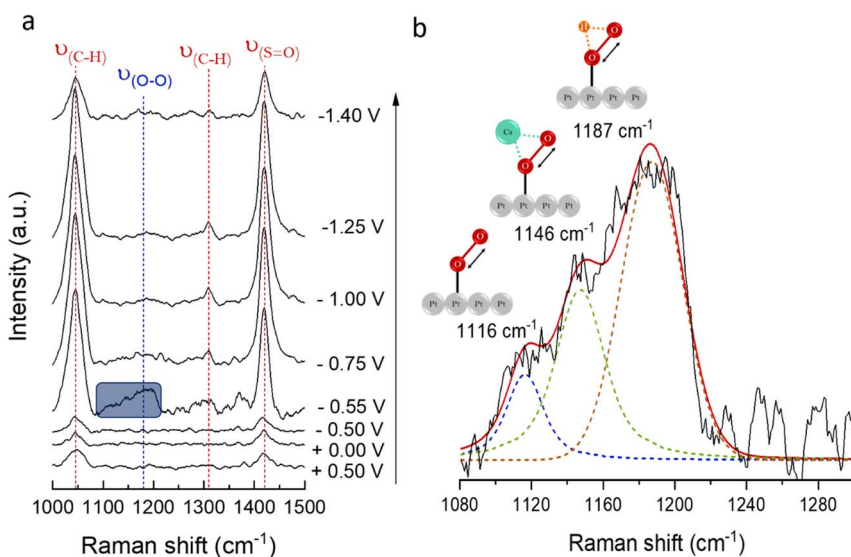 a
υ(C-H)
υ(O-O)
υ(C-H)
υ(S=O)
-1.40 V
-1.25 V
- 1.00 V
- 0.75 V
- 0.55 V
- 0.50 V
+ 0.00 V
+ 0.50 V
Intensity (a.u.)
1000 1100 1200 1300 1400 1500
Raman shift (cm⁻¹)
b
H O
O
Pt Pt Pt Pt
1187 cm⁻¹
Cs O
O
Pt Pt Pt Pt
1146 cm⁻¹
O
O
Pt Pt Pt Pt
1116 cm⁻¹
1080 1120 1160 1200 1240 1280
Raman shift (cm⁻¹)